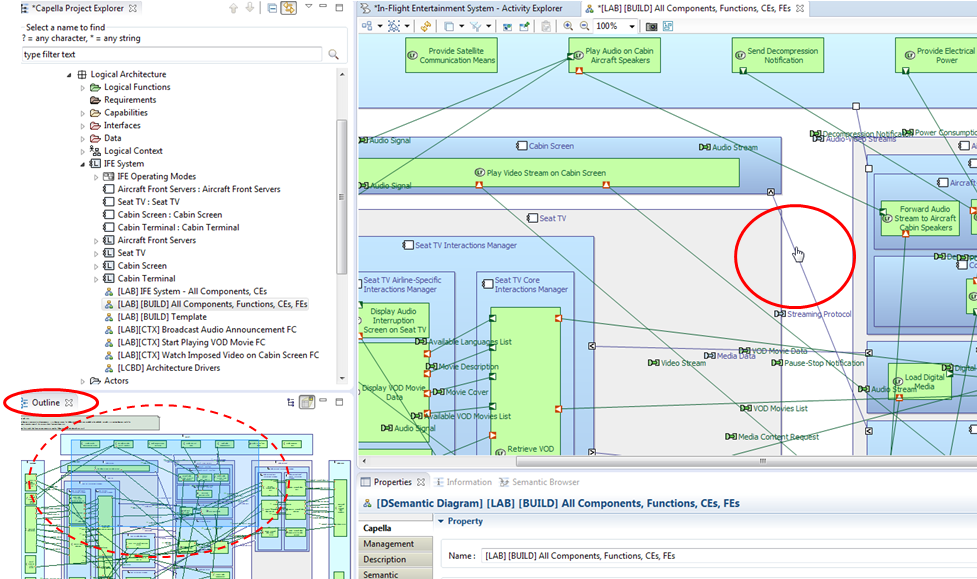 *Capella Project Explorer
Select a name to find
? = any character, * = any string
type filter text
Logical Architecture
Logical Functions
Requirements
Capabilities
Interfaces
Data
Logical Context
IFE System
IFE Operating Modes
Aircraft Front Servers : Aircraft Front Servers
Seat TV : Seat TV
Cabin Screen : Cabin Screen
Cabin Terminal : Cabin Terminal
Aircraft Front Servers
Seat TV
Cabin Screen
Cabin Terminal
[LAB] IFE System - All Components, CEs
[LAB] [BUILD] All Components, Functions, CEs, FEs
[LAB] [BUILD] Template
[LAB][CTX] Broadcast Audio Announcement FC
[LAB][CTX] Start Playing VOD Movie FC
[LAB][CTX] Watch Imposed Video on Cabin Screen FC
[LCBD] Architecture Drivers
Actors
Outline
*In-Flight Entertainment System - Activity Explorer
*[LAB] [BUILD] All Components, Functions, CEs, FEs
100%
Provide Satellite
Communication Means
Play Audio on Cabin
Aircraft Speakers
Send Decompression
Notification
Provide Electrical
Power
Audio Signal
Cabin Screen
Audio Stream
Decompression Notification
Power Consumptio
Audio-Video Streams
Play Video Stream on Cabin Screen
Audio Signal
Aircraft
Seat TV
Forward Audio
Stream to Aircraft
Cabin Speakers
Seat TV Interactions Manager
Seat TV Airline-Specific
Interactions Manager
Seat TV Core
Interactions Manager
Display Audio
Interruption
Screen on Seat TV
Streaming Protocol
Available Languages List
VOD Movie Data
Media Data
Video Stream
Pause-Stop Notification
Movie Description
Digital
Load Digital
Media
Display VOD Movie
Data
Movie Cover
Audio Stream
Available VOD Movies List
VOD Movies List
Audio Signal
Media Content Request
Retrieve VOD
Properties
Information
Semantic Browser
[DSemantic Diagram] [LAB] [BUILD] All Components, Functions, CEs, FEs
Capella
Management
Description
Semantic
Property
Name :
[LAB] [BUILD] All Components, Functions, CEs, FEs